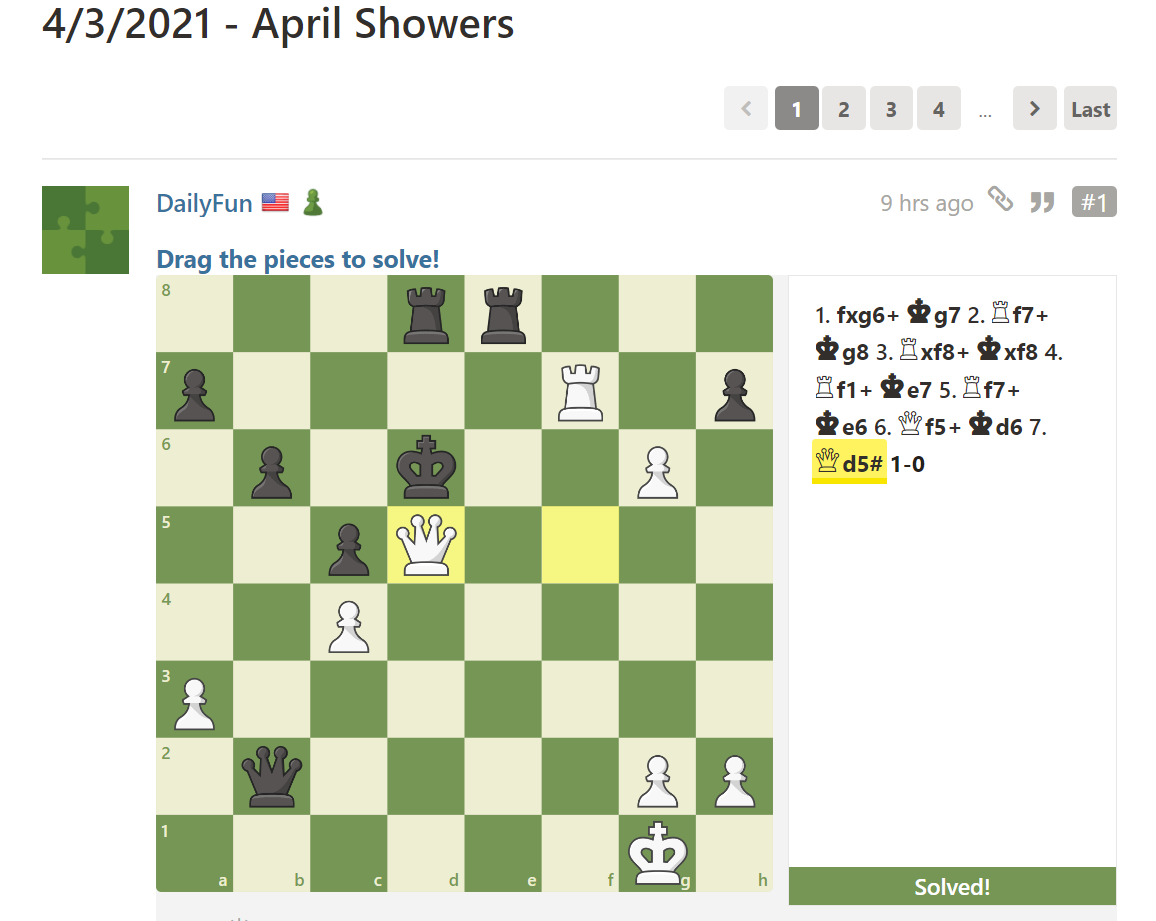 4/3/2021 - April Showers
1 2 3 4 ... Last
DailyFun 9 hrs ago #1
Drag the pieces to solve!
8
7
6
5
4
3
2
1
a b c d e f g h
1. fxg6+ ♚g7 2. ♖f7+
♚g8 3. ♖xf8+ ♚xf8 4.
♖f1+ ♚e7 5. ♖f7+
♚e6 6. ♕f5+ ♚d6 7.
♕d5# 1-0
Solved!